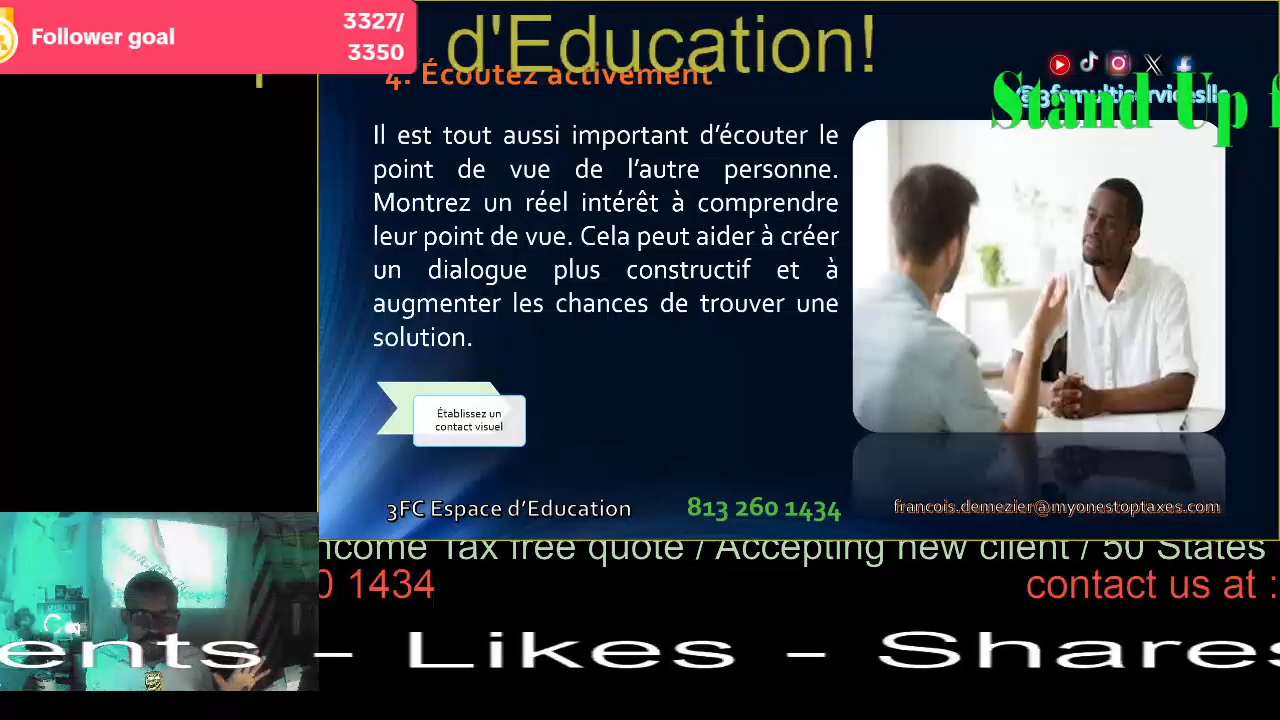 Follower goal
3327/
3350
d'Education!
4. Écoutez activement
@3fcmultiservicesllc
Stand Up f
Il est tout aussi important d'écouter le
point de vue de l'autre personne.
Montrez un réel intérêt à comprendre
leur point de vue. Cela peut aider à créer
un dialogue plus constructif et à
augmenter les chances de trouver une
solution.
Établissez un
contact visuel
3FC Espace d'Education
813 260 1434
francois.demezier@myonestoptaxes.com
ncome Tax free quote / Accepting new client / 50 States
0 1434
contact us at :
ents - Likes - Shares